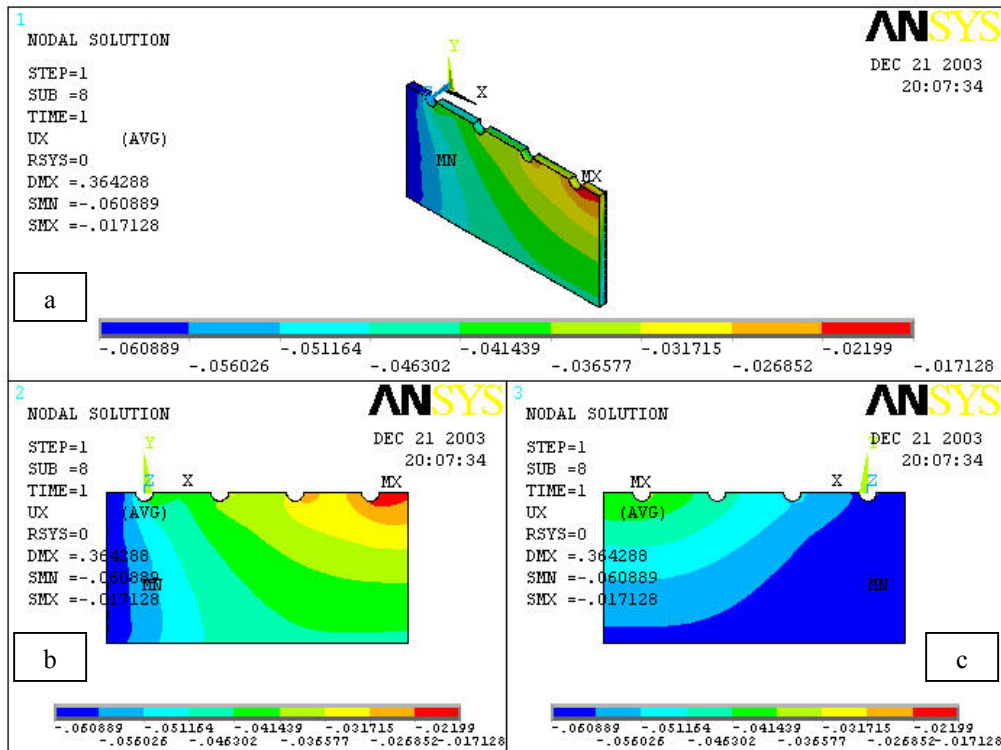 1
ANSYS
NODAL SOLUTION
DEC 21 2003
20:07:34
STEP=1
SUB =8
TIME=1
UX (AVG)
RSYS=0
DMX =.364288
SMN =-.060889
SMX =-.017128
Y
Z
X
MN
MX
a
-.060889 -.051164 -.041439 -.031715 -.02199
-.056026 -.046302 -.036577 -.026852 -.017128
2
ANSYS
NODAL SOLUTION
DEC 21 2003
20:07:34
STEP=1
SUB =8
TIME=1
UX (AVG)
RSYS=0
DMX =.364288
SMN =-.060889
SMX =-.017128
Y
Z
X
MX
MN
b
-.060889 -.051164 -.041439 -.031715 -.02199
-.056026 -.046302 -.036577 -.026852 -.017128
3
ANSYS
NODAL SOLUTION
DEC 21 2003
20:07:34
STEP=1
SUB =8
TIME=1
UX (AVG)
RSYS=0
DMX =.364288
SMN =-.060889
SMX =-.017128
Y
X
Z
MX
MN
c
-.060889 -.051164 -.041439 -.031715 -.02199
-.056026 -.046302 -.036577 -.026852 -.017128